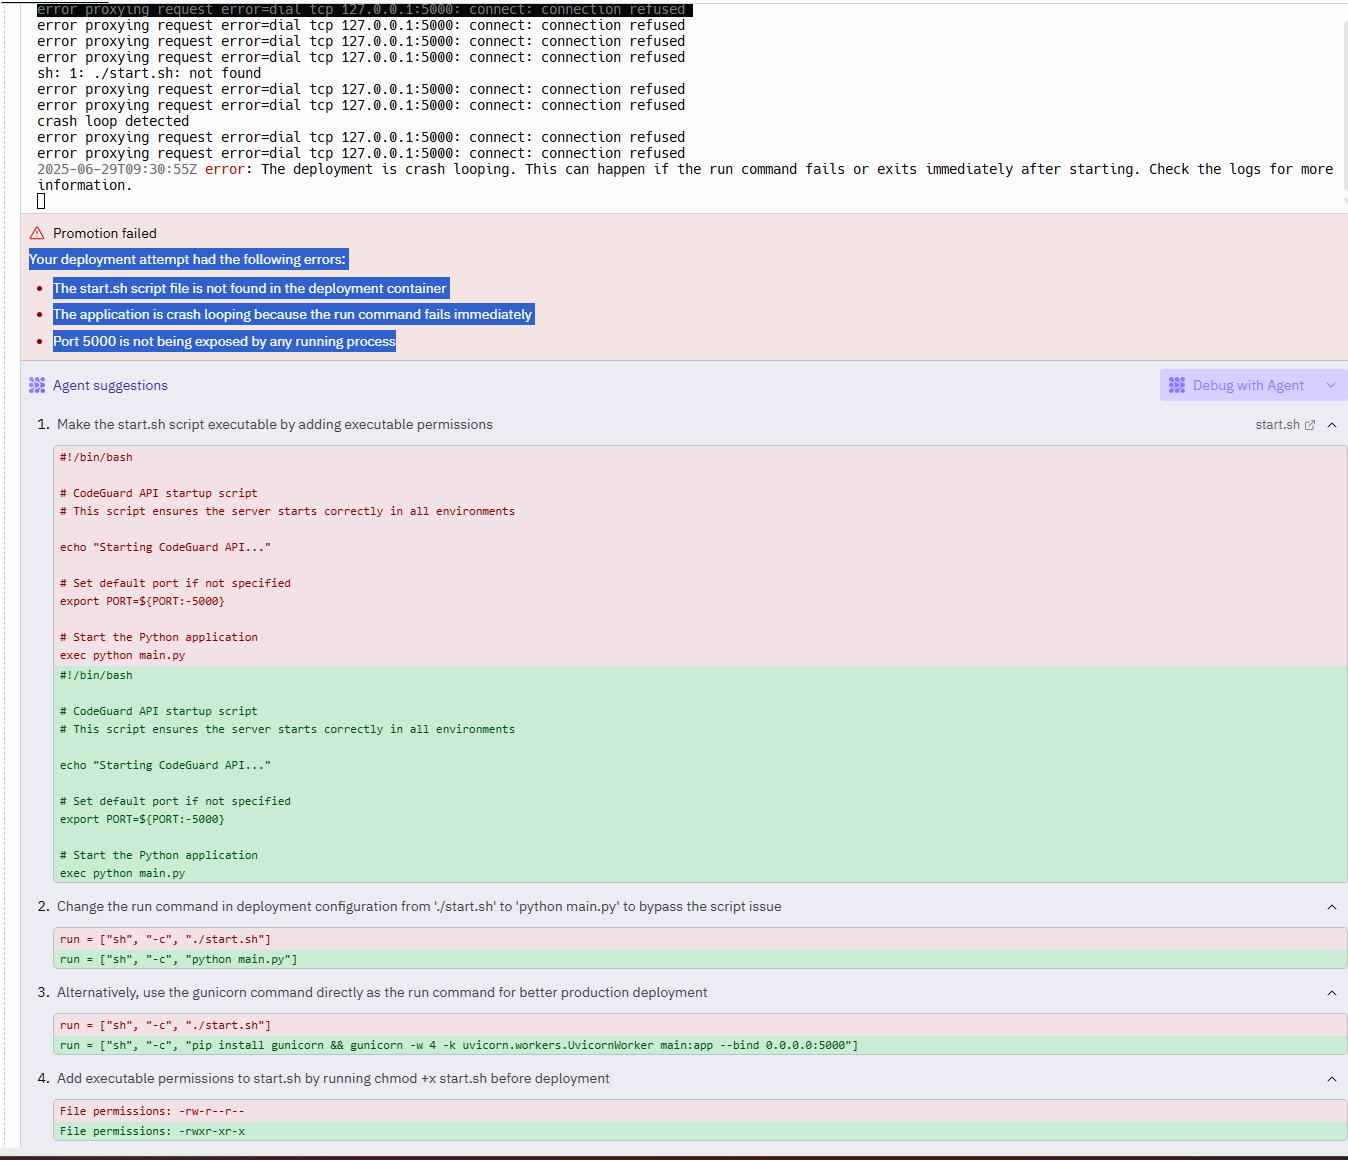 error proxying request error=dial tcp 127.0.0.1:5000: connect: connection refused
error proxying request error=dial tcp 127.0.0.1:5000: connect: connection refused
error proxying request error=dial tcp 127.0.0.1:5000: connect: connection refused
error proxying request error=dial tcp 127.0.0.1:5000: connect: connection refused
sh: 1: ./start.sh: not found
error proxying request error=dial tcp 127.0.0.1:5000: connect: connection refused
error proxying request error=dial tcp 127.0.0.1:5000: connect: connection refused
crash loop detected
error proxying request error=dial tcp 127.0.0.1:5000: connect: connection refused
error proxying request error=dial tcp 127.0.0.1:5000: connect: connection refused
2025-06-29T09:30:55Z error: The deployment is crash looping. This can happen if the run command fails or exits immediately after starting. Check the logs for more
information.
Promotion failed
Your deployment attempt had the following errors:
• The start.sh script file is not found in the deployment container
• The application is crash looping because the run command fails immediately
• Port 5000 is not being exposed by any running process
Agent suggestions
Debug with Agent
1. Make the start.sh script executable by adding executable permissions
start.sh
#!/bin/bash
# CodeGuard API startup script
# This script ensures the server starts correctly in all environments
echo "Starting CodeGuard API..."
# Set default port if not specified
export PORT=${PORT:-5000}
# Start the Python application
exec python main.py
#!/bin/bash
# CodeGuard API startup script
# This script ensures the server starts correctly in all environments
echo "Starting CodeGuard API..."
# Set default port if not specified
export PORT=${PORT:-5000}
# Start the Python application
exec python main.py
2. Change the run command in deployment configuration from './start.sh' to 'python main.py' to bypass the script issue
run = ["sh", "-c", "./start.sh"]
run = ["sh", "-c", "python main.py"]
3. Alternatively, use the gunicorn command directly as the run command for better production deployment
run = ["sh", "-c", "./start.sh"]
run = ["sh", "-c", "pip install gunicorn && gunicorn -w 4 -k uvicorn.workers.UvicornWorker main:app --bind 0.0.0.0:5000"]
4. Add executable permissions to start.sh by running chmod +x start.sh before deployment
File permissions: -rw-r--r--
File permissions: -rwxr-xr-x